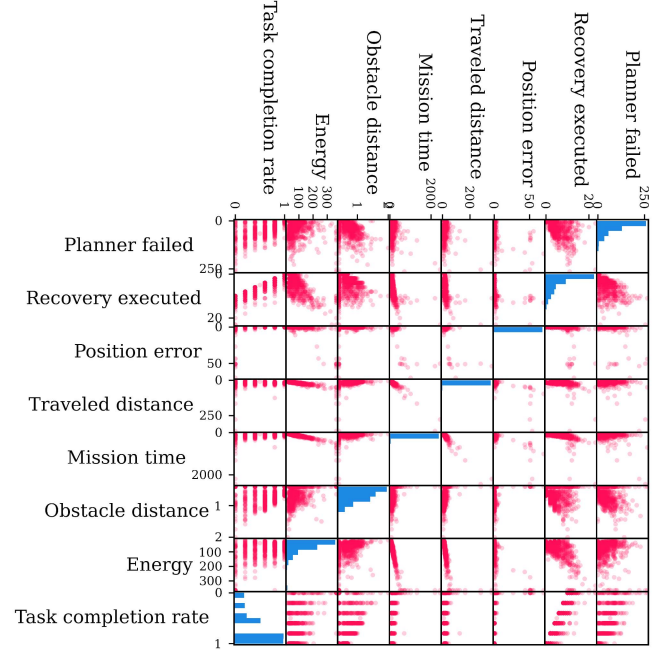 Task completion rate
Energy
Obstacle distance
Mission time
Traveled distance
Position error
Recovery executed
Planner failed
0
1
100
200
300
1
2000
0
200
0
50
0
20
0
250
Planner failed
0
250
Recovery executed
20
Position error
0
50
Traveled distance
0
250
Mission time
0
2000
Obstacle distance
1
2
Energy
100
200
300
Task completion rate
0
1